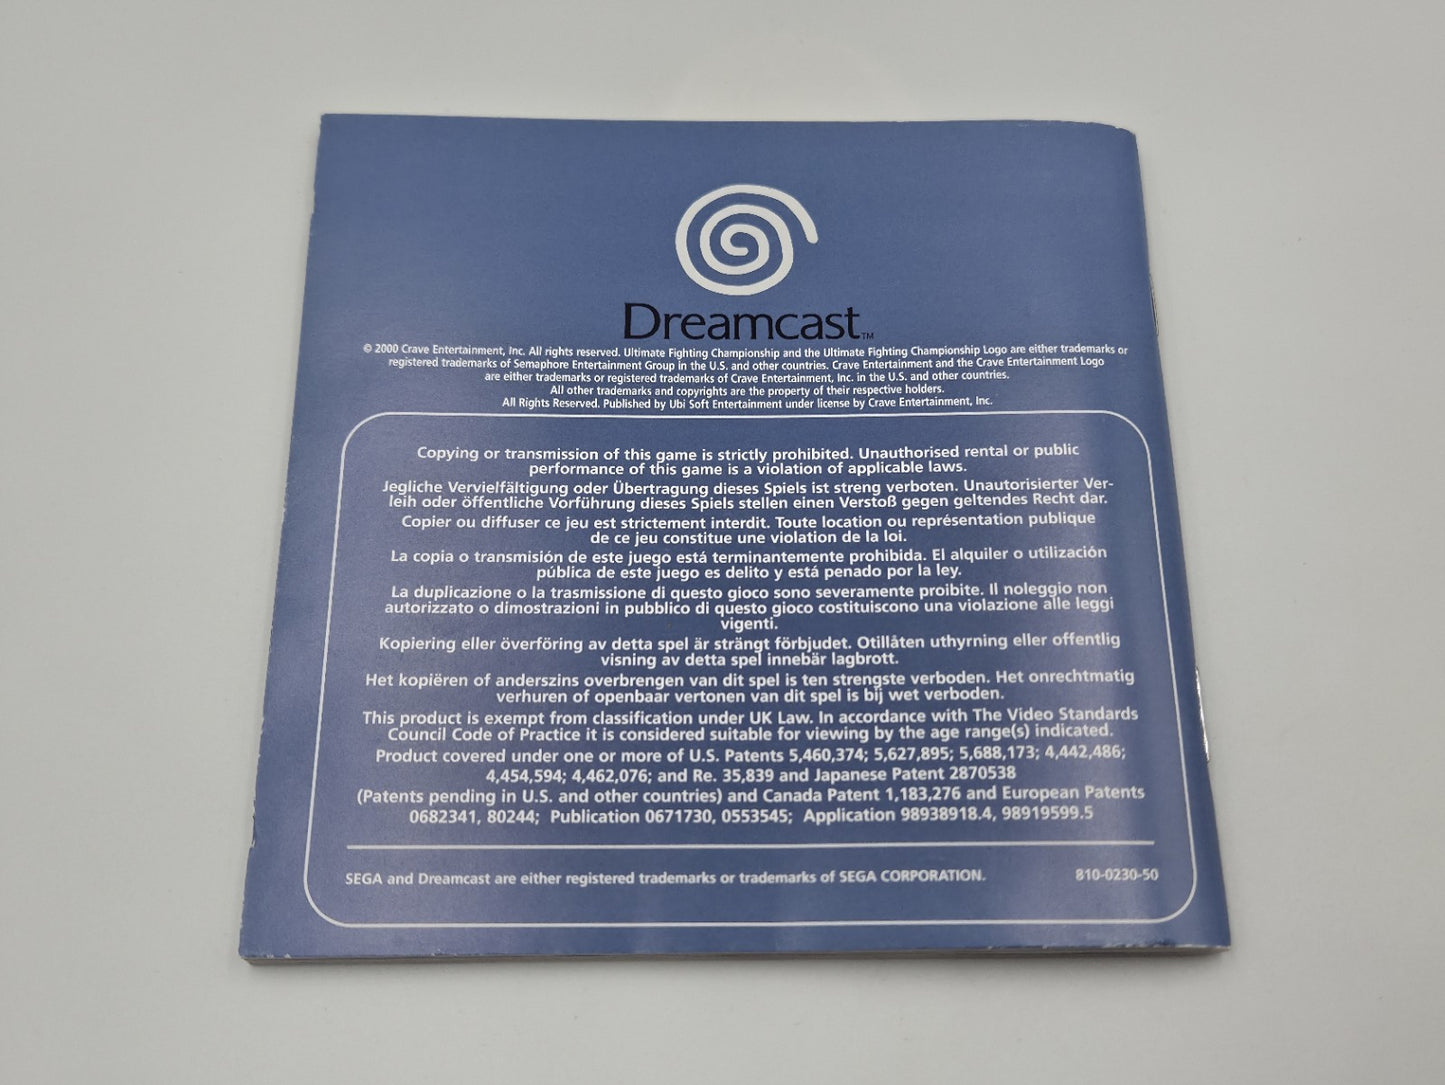 Dreamcast™
© 2000 Crave Entertainment, Inc. All rights reserved. Ultimate Fighting Championship and the Ultimate Fighting Championship Logo are either trademarks or
registered trademarks of Semaphore Entertainment Group in the U.S. and other countries. Crave Entertainment and the Crave Entertainment Logo
are either trademarks or registered trademarks of Crave Entertainment, Inc. in the U.S. and other countries.
All other trademarks and copyrights are the property of their respective holders.
All Rights Reserved. Published by Ubi Soft Entertainment under license by Crave Entertainment, Inc.
Copying or transmission of this game is strictly prohibited. Unauthorised rental or public
performance of this game is a violation of applicable laws.
Jegliche Vervielfältigung oder Übertragung dieses Spiels ist streng verboten. Unautorisierter Ver-
leih oder öffentliche Vorführung dieses Spiels stellen einen Verstoß gegen geltendes Recht dar.
Copier ou diffuser ce jeu est strictement interdit. Toute location ou représentation publique
de ce jeu constitue une violation de la loi.
La copia o transmisión de este juego está terminantemente prohibida. El alquiler o utilización
pública de este juego es delito y está penado por la ley.
La duplicazione o la trasmissione di questo gioco sono severamente proibite. Il noleggio non
autorizzato o dimostrazioni in pubblico di questo gioco costituiscono una violazione alle leggi
vigenti.
Kopiering eller överföring av detta spel är strängt förbjudet. Otillåten uthyrning eller offentlig
visning av detta spel innebär lagbrott.
Het kopiëren of anderszins overbrengen van dit spel is ten strengste verboden. Het onrechtmatig
verhuren of openbaar vertonen van dit spel is bij wet verboden.
This product is exempt from classification under UK Law. In accordance with The Video Standards
Council Code of Practice it is considered suitable for viewing by the age range(s) indicated.
Product covered under one or more of U.S. Patents 5,460,374; 5,627,895; 5,688,173; 4,442,486;
4,454,594; 4,462,076; and Re. 35,839 and Japanese Patent 2870538
(Patents pending in U.S. and other countries) and Canada Patent 1,183,276 and European Patents
0682341, 80244; Publication 0671730, 0553545; Application 98938918.4, 98919599.5
SEGA and Dreamcast are either registered trademarks or trademarks of SEGA CORPORATION.
810-0230-50